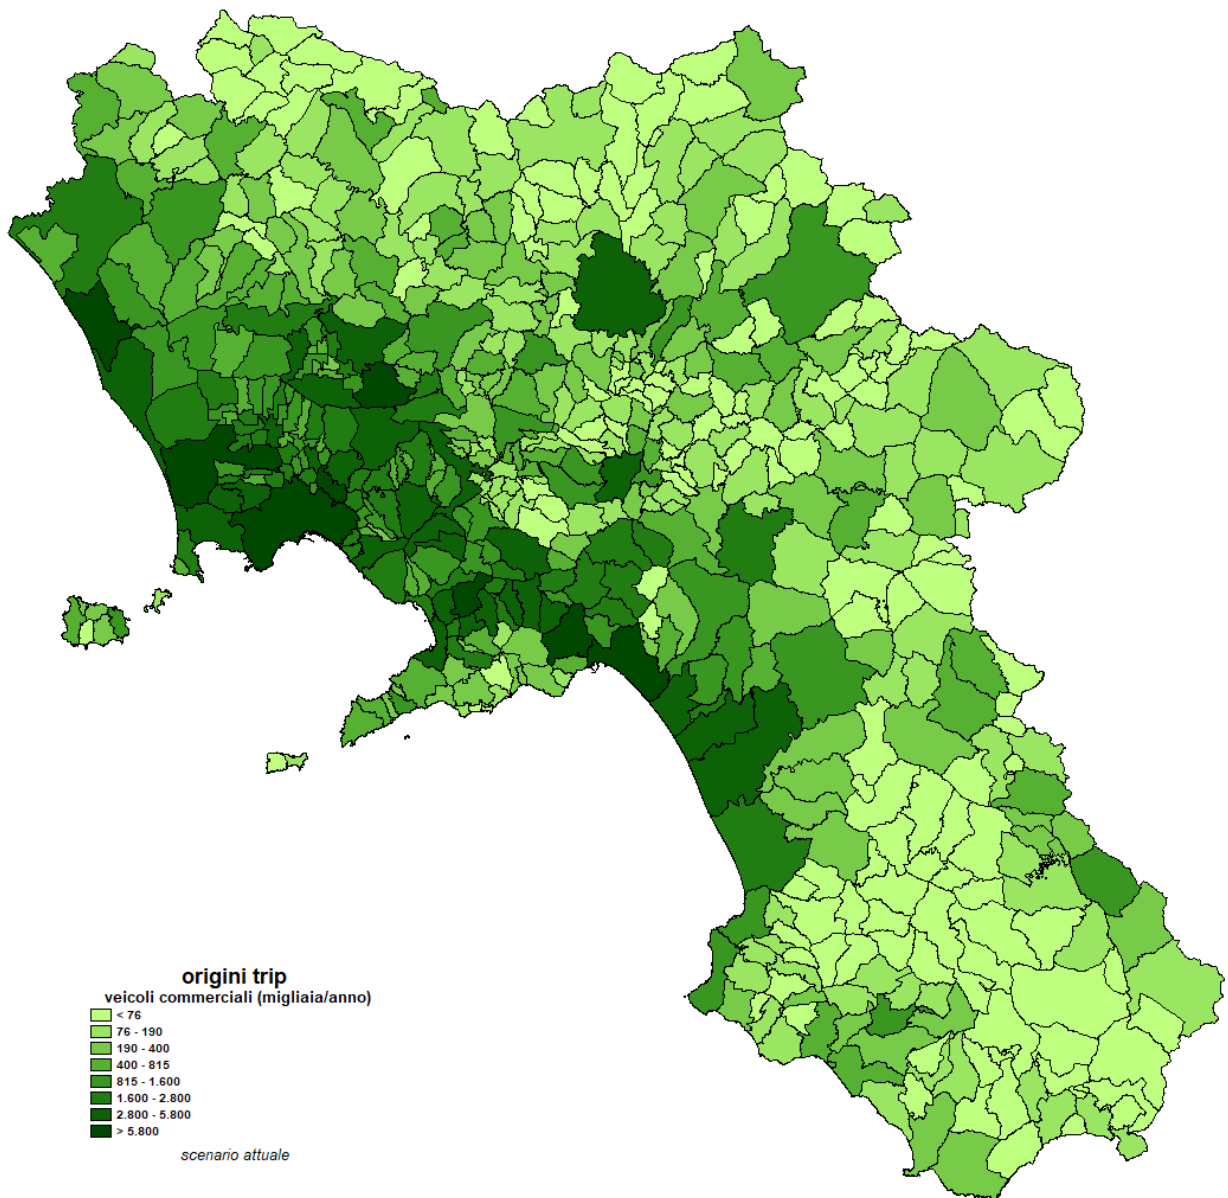 origini trip
veicoli commerciali (migliaia/anno)
< 76
76 - 190
190 - 400
400 - 815
815 - 1.600
1.600 - 2.800
2.800 - 5.800
> 5.800
scenario attuale